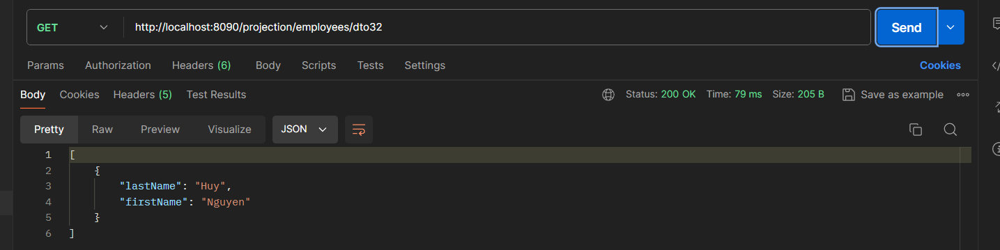 GET http://localhost:8090/projection/employees/dto32 Send
Params Authorization Headers (6) Body Scripts Tests Settings Cookies
Body Cookies Headers (5) Test Results Status: 200 OK Time: 79 ms Size: 205 B Save as example
Pretty Raw Preview Visualize JSON
1 [
2 {
3 "lastName": "Huy",
4 "firstName": "Nguyen"
5 }
6 ]